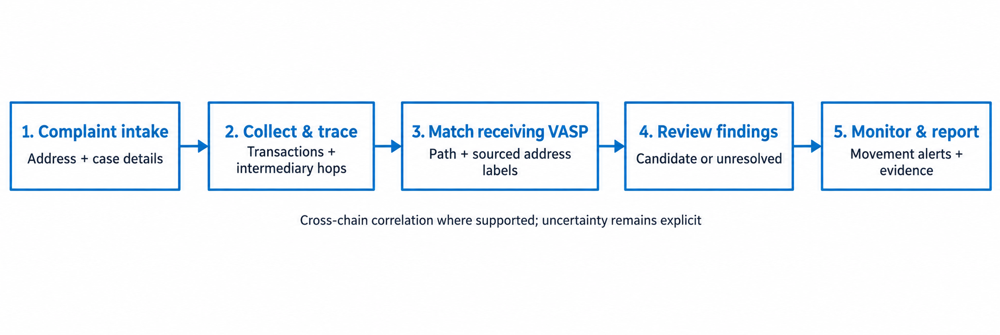 1. Complaint intake
Address + case details
2. Collect & trace
Transactions +
intermediary hops
3. Match receiving VASP
Path + sourced address
labels
4. Review findings
Candidate or unresolved
5. Monitor & report
Movement alerts +
evidence
Cross-chain correlation where supported; uncertainty remains explicit